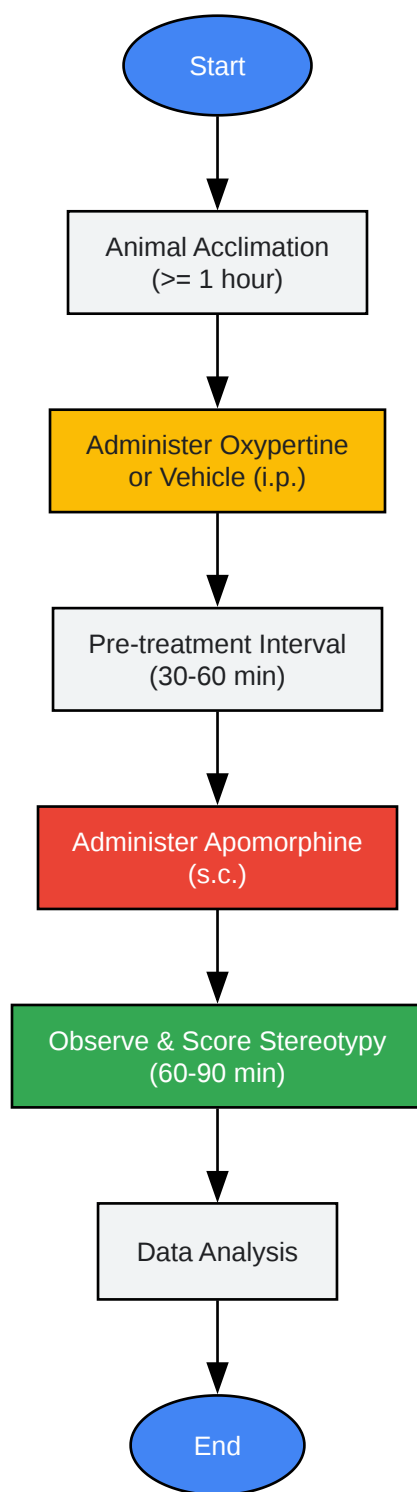 Start
Animal Acclimation
(>= 1 hour)
Administer Oxypertine
or Vehicle (i.p.)
Pre-treatment Interval
(30-60 min)
Administer Apomorphine
(s.c.)
Observe & Score Stereotypy
(60-90 min)
Data Analysis
End